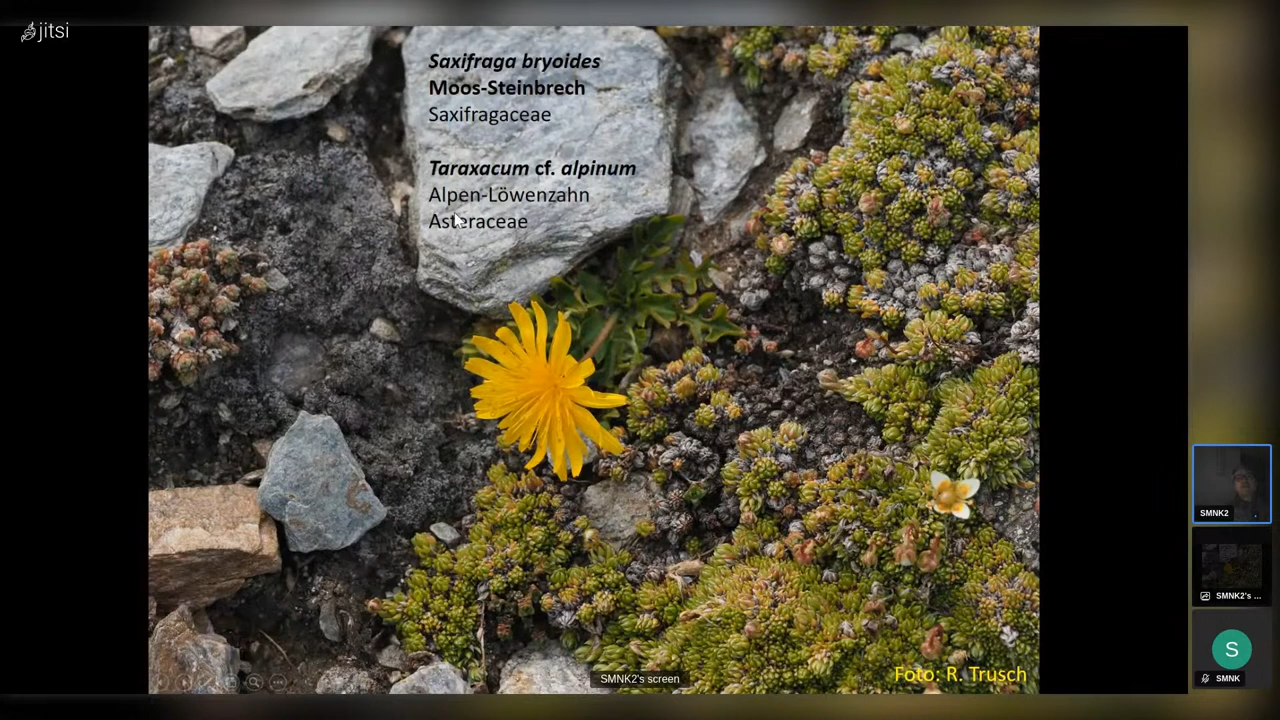 jitsi
Saxifraga bryoides
Moos-Steinbrech
Saxifragaceae
Taraxacum cf. alpinum
Alpen-Löwenzahn
Asteraceae
Foto: R. Trusch
SMNK2's screen
SMNK2
SMNK2's ...
S
SMNK